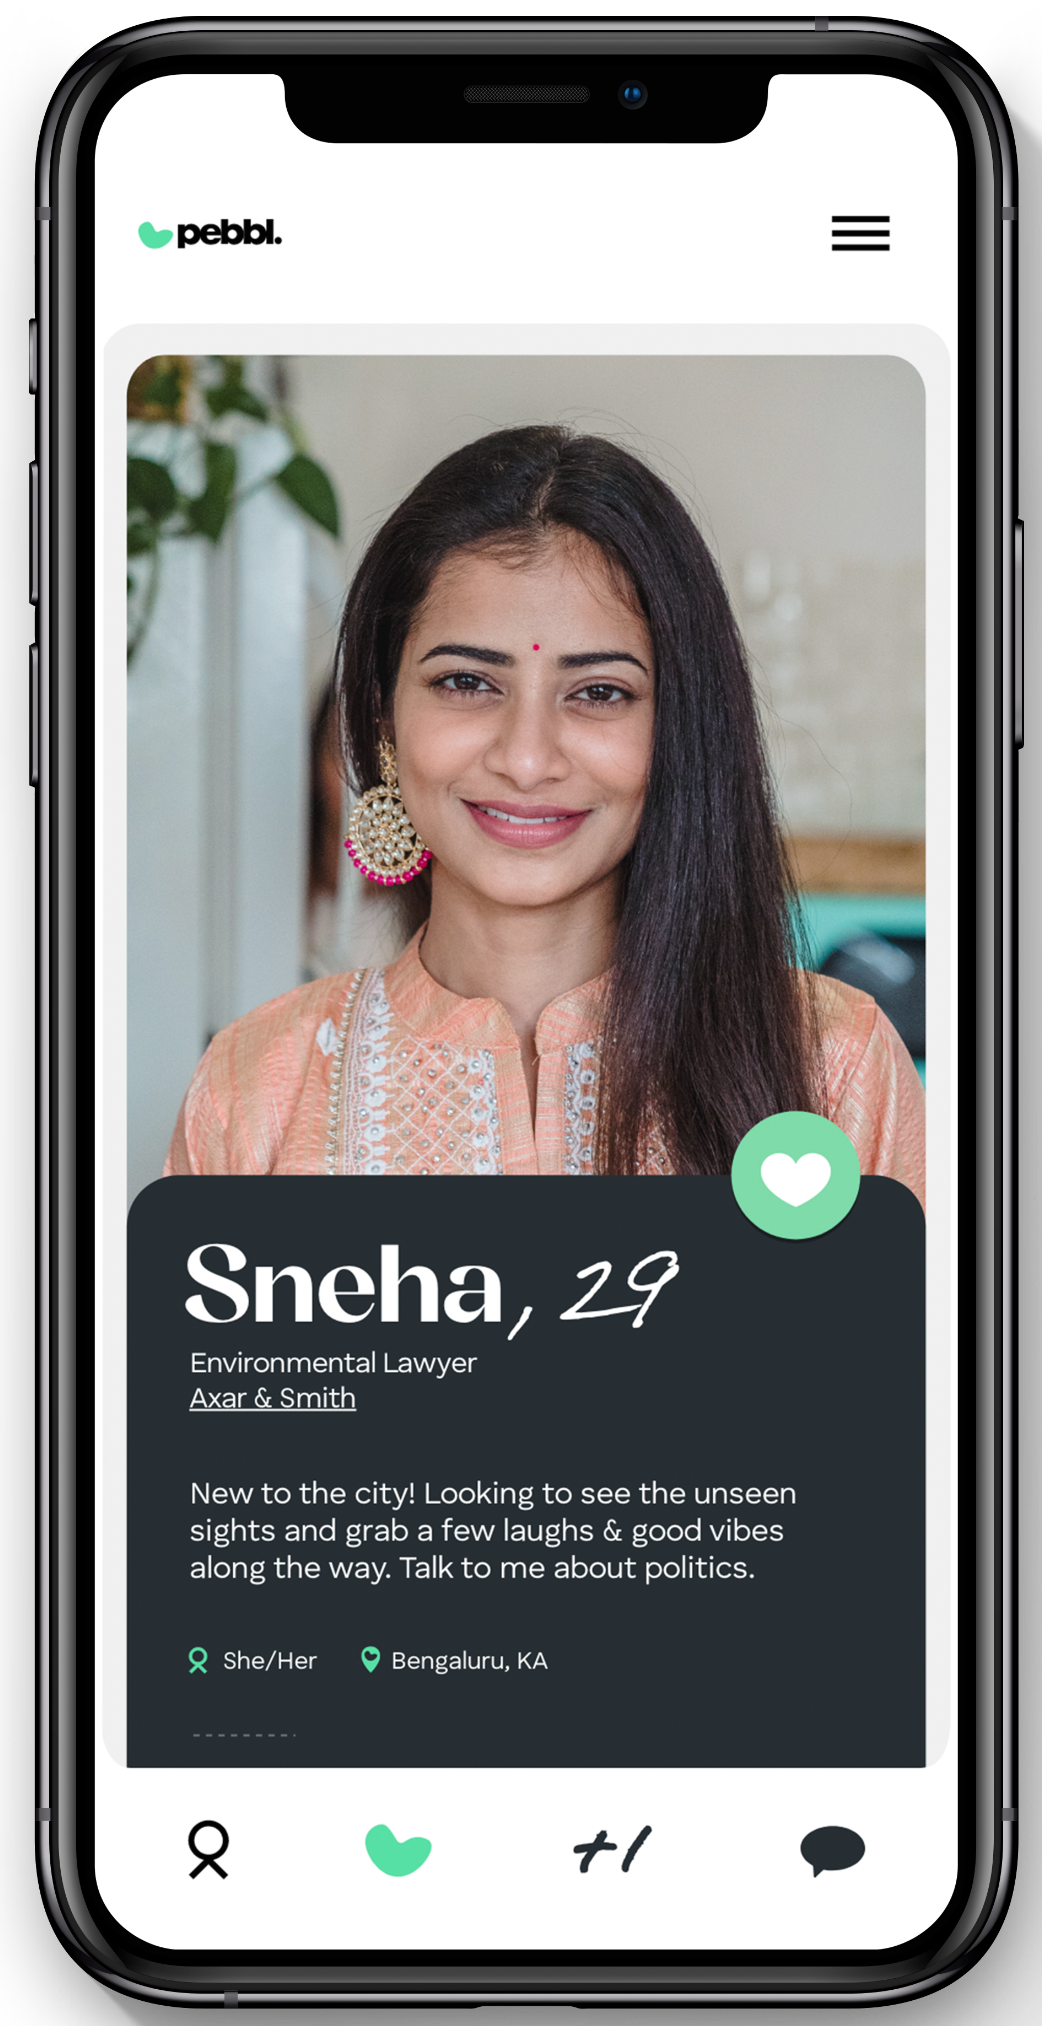 pebbl.
Sneha, 29
Environmental Lawyer
Axar & Smith
New to the city! Looking to see the unseen
sights and grab a few laughs & good vibes
along the way. Talk to me about politics.
She/Her Bengaluru, KA
+1